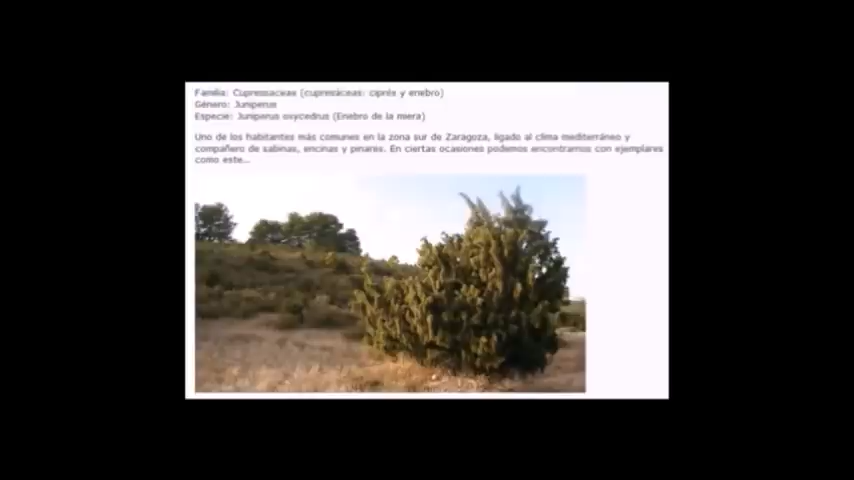 Familia: Cupressaceae (cupresáceas: ciprés y enebro)
Género: Juniperus
Especie: Juniperus oxycedrus (Enebro de la miera)
Uno de los habitantes más comunes en la zona sur de Zaragoza, ligado al clima mediterráneo y
compañero de sabinas, encinas y pinares. En ciertas ocasiones podemos encontrarnos con ejemplares
como este...